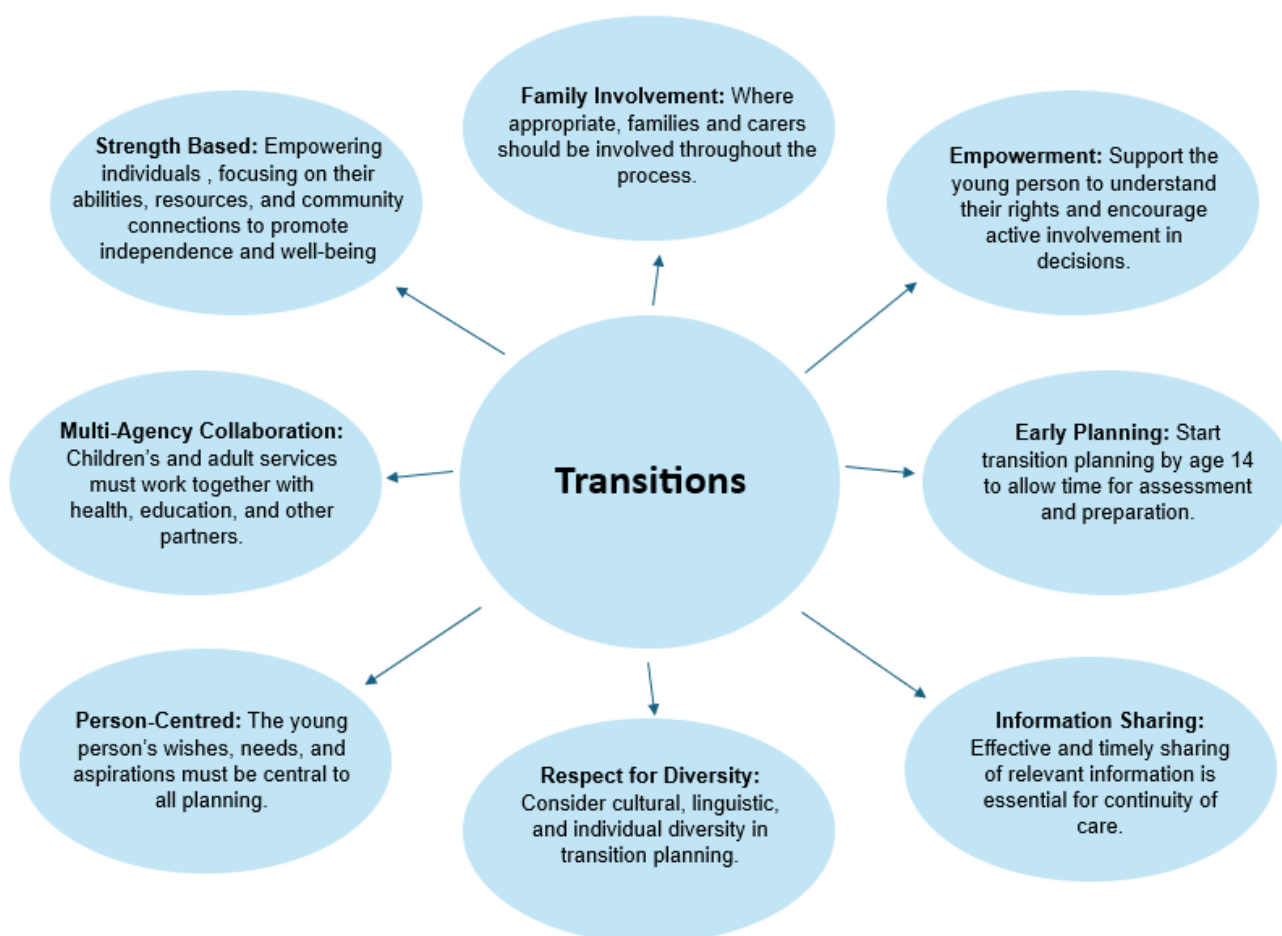 Family Involvement: Where
appropriate, families and carers
should be involved throughout the
process.
Strength Based: Empowering
individuals , focusing on their
abilities, resources, and community
connections to promote
independence and well-being
Empowerment: Support the
young person to understand
their rights and encourage
active involvement in
decisions.
Multi-Agency Collaboration:
Children’s and adult services
must work together with
health, education, and other
partners.
Transitions
Early Planning: Start
transition planning by age 14
to allow time for assessment
and preparation.
Person-Centred: The young
person’s wishes, needs, and
aspirations must be central to
all planning.
Respect for Diversity:
Consider cultural, linguistic,
and individual diversity in
transition planning.
Information Sharing:
Effective and timely sharing
of relevant information is
essential for continuity of
care.